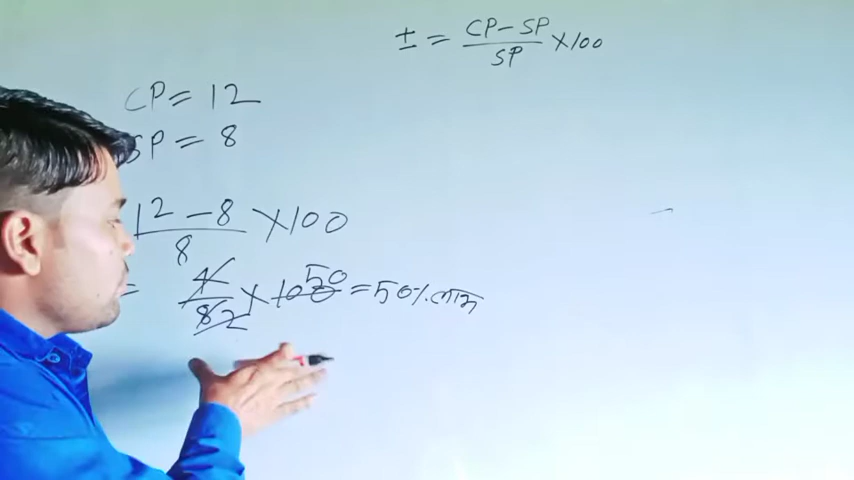 ± = CP - SP / SP × 100
CP = 12
SP = 8
12 - 8 / 8 × 100
= 4 / 8 2 × 100 50 = 50%